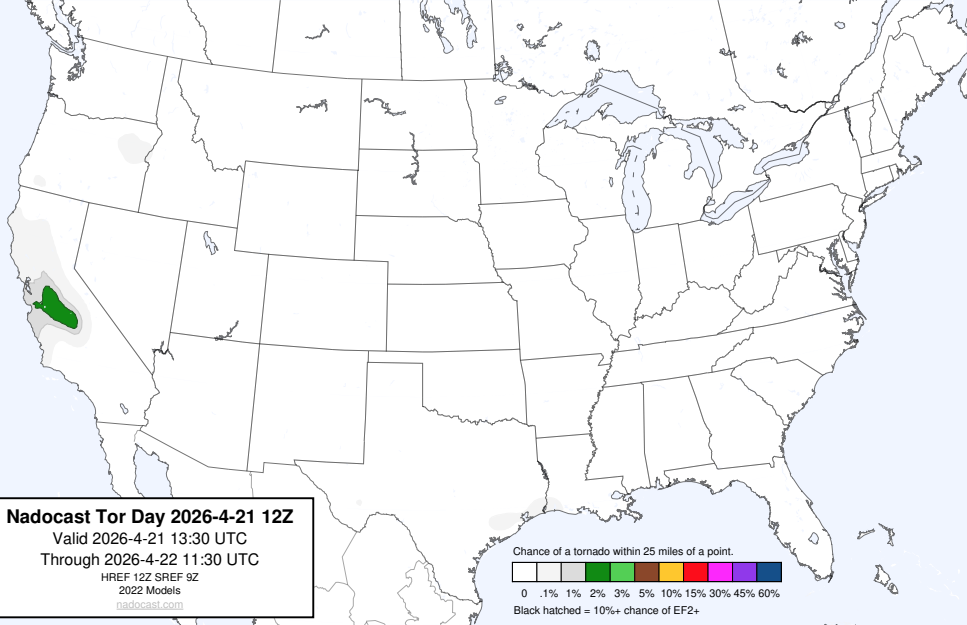 Nadocast Tor Day 2026-4-21 12Z
Valid 2026-4-21 13:30 UTC
Through 2026-4-22 11:30 UTC
HREF 12Z SREF 9Z
2022 Models
nadocast.com
Chance of a tornado within 25 miles of a point.
0 .1% 1% 2% 3% 5% 10% 15% 30% 45% 60%
Black hatched = 10%+ chance of EF2+